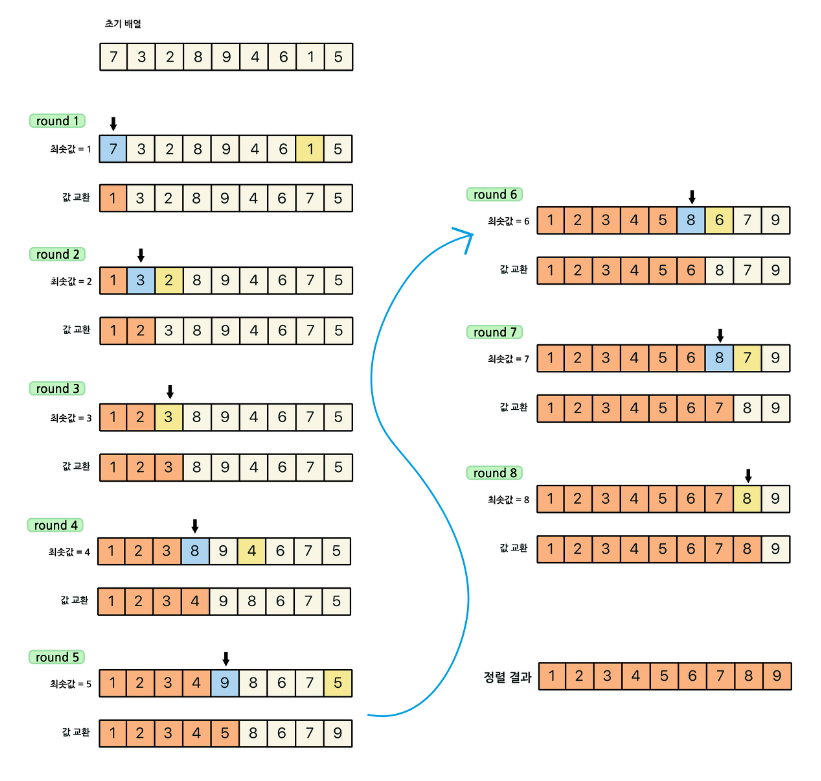 초기 배열
7 3 2 8 9 4 6 1 5
round 1
최솟값 = 1 7 3 2 8 9 4 6 1 5
값 교환 1 3 2 8 9 4 6 7 5
round 2
최솟값 = 2 1 3 2 8 9 4 6 7 5
값 교환 1 2 3 8 9 4 6 7 5
round 3
최솟값 = 3 1 2 3 8 9 4 6 7 5
값 교환 1 2 3 8 9 4 6 7 5
round 4
최솟값 = 4 1 2 3 8 9 4 6 7 5
값 교환 1 2 3 4 9 8 6 7 5
round 5
최솟값 = 5 1 2 3 4 9 8 6 7 5
값 교환 1 2 3 4 5 8 6 7 9
round 6
최솟값 = 6 1 2 3 4 5 8 6 7 9
값 교환 1 2 3 4 5 6 8 7 9
round 7
최솟값 = 7 1 2 3 4 5 6 8 7 9
값 교환 1 2 3 4 5 6 7 8 9
round 8
최솟값 = 8 1 2 3 4 5 6 7 8 9
값 교환 1 2 3 4 5 6 7 8 9
정렬 결과 1 2 3 4 5 6 7 8 9